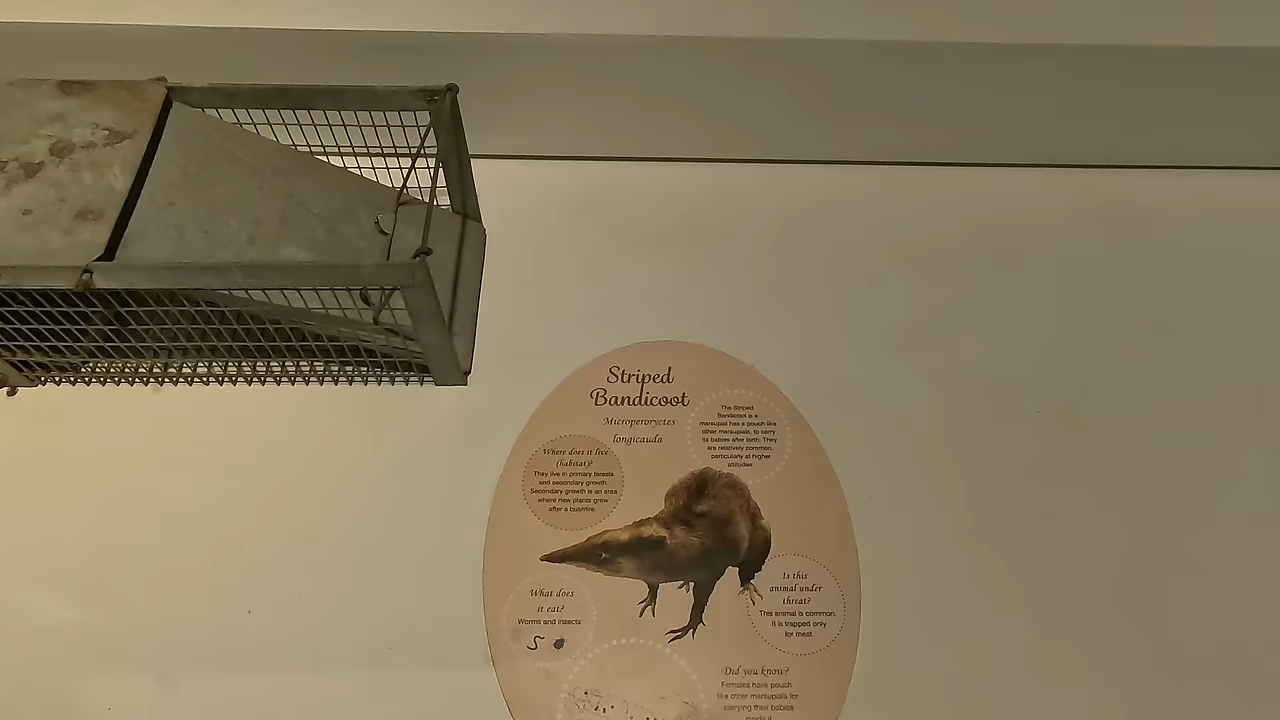 Striped
Bandicoot
Microperoryctes
longicauda
The Striped
Bandicoot is a
marsupial has a pouch like
other marsupials, to carry
its babies after birth. They
are relatively common,
particularly at higher
altitudes
Where does it live
(habitat)?
They live in primary forests
and secondary growth.
Secondary growth is an area
where new plants grow
after a bushfire.
What does
it eat?
Worms and insects
Is this
animal under
threat?
This animal is common.
It is trapped only
for meat.
Did you know?
Females have pouch
like other marsupials for
carrying their babies
inside it